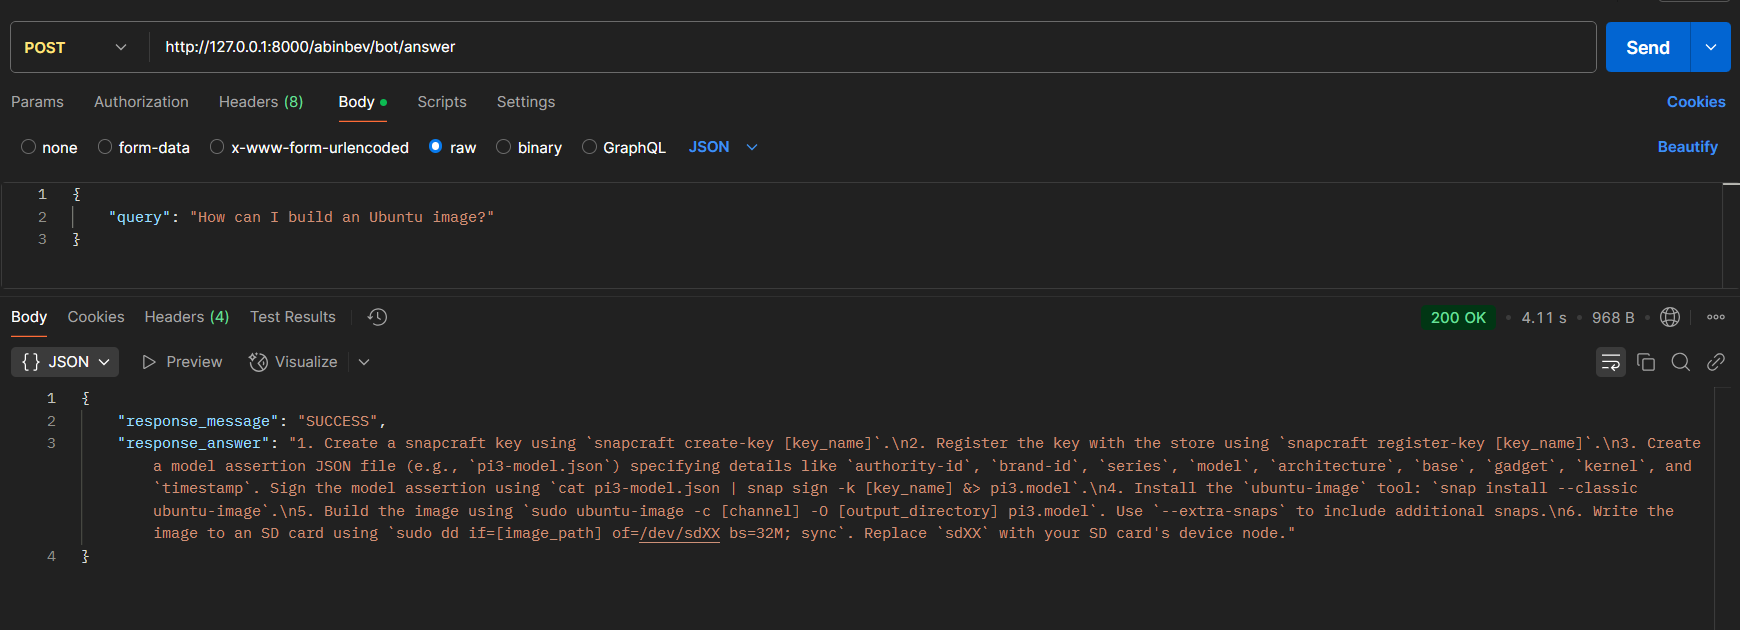 POST http://127.0.0.1:8000/abinbev/bot/answer Send
Params Authorization Headers (8) Body Scripts Settings Cookies
none form-data x-www-form-urlencoded raw binary GraphQL JSON Beautify
1 {
2 "query": "How can I build an Ubuntu image?"
3 }
Body Cookies Headers (4) Test Results 200 OK • 4.11 s • 968 B •
{} JSON Preview Visualize
1 {
2 "response_message": "SUCCESS",
3 "response_answer": "1. Create a snapcraft key using `snapcraft create-key [key_name]`.\n2. Register the key with the store using `snapcraft register-key [key_name]`.\n3. Create
a model assertion JSON file (e.g., `pi3-model.json`) specifying details like `authority-id`, `brand-id`, `series`, `model`, `architecture`, `base`, `gadget`, `kernel`, and
`timestamp`. Sign the model assertion using `cat pi3-model.json | snap sign -k [key_name] &> pi3.model`.\n4. Install the `ubuntu-image` tool: `snap install --classic
ubuntu-image`.\n5. Build the image using `sudo ubuntu-image -c [channel] -O [output_directory] pi3.model`. Use `--extra-snaps` to include additional snaps.\n6. Write the
image to an SD card using `sudo dd if=[image_path] of=/dev/sdXX bs=32M; sync`. Replace `sdXX` with your SD card's device node."
4 }